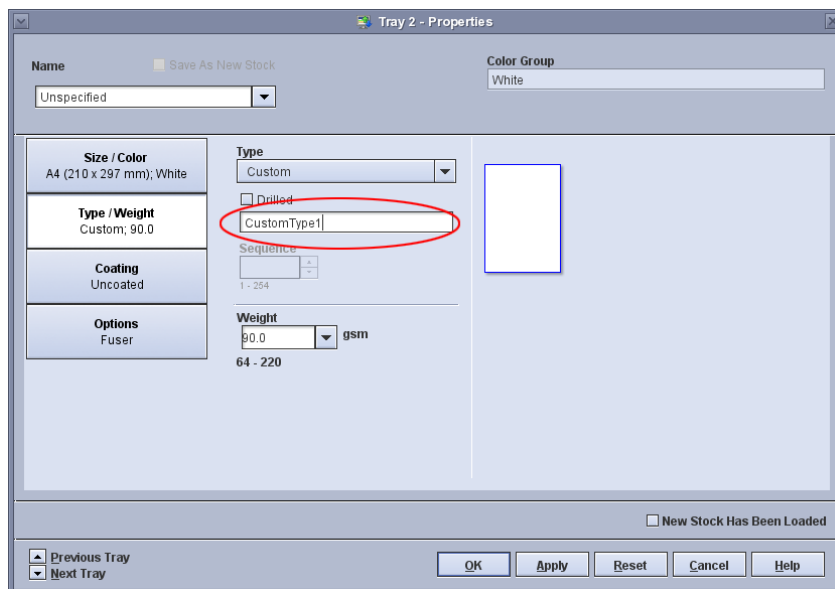 Tray 2 - Properties
Name
Save As New Stock
Color Group
Unspecified
White
Size / Color
A4 (210 x 297 mm); White
Type / Weight
Custom; 90.0
Coating
Uncoated
Options
Fuser
Type
Custom
Drilled
CustomType1
Sequence
1 - 254
Weight
90.0
gsm
64 - 220
New Stock Has Been Loaded
Previous Tray
Next Tray
OK
Apply
Reset
Cancel
Help